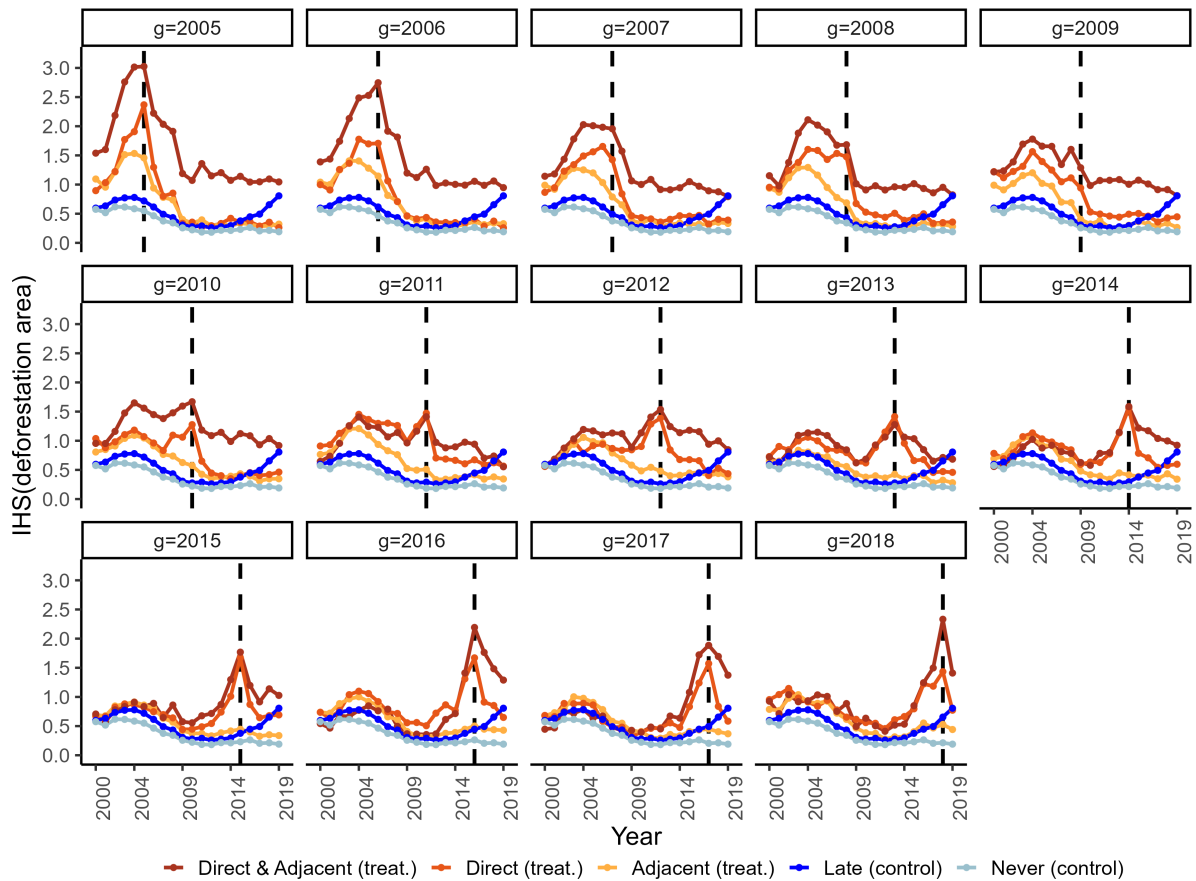 g=2005 g=2006 g=2007 g=2008 g=2009
3.0
2.5
2.0
1.5
1.0
0.5
0.0
g=2010 g=2011 g=2012 g=2013 g=2014
3.0
2.5
2.0
1.5
1.0
0.5
0.0
2000 2004 2009 2014 2019
g=2015 g=2016 g=2017 g=2018
3.0
2.5
2.0
1.5
1.0
0.5
0.0
2000 2004 2009 2014 2019 2000 2004 2009 2014 2019 2000 2004 2009 2014 2019 2000 2004 2009 2014 2019
IHS(deforestation area)
Year
Direct & Adjacent (treat.) Direct (treat.) Adjacent (treat.) Late (control) Never (control)